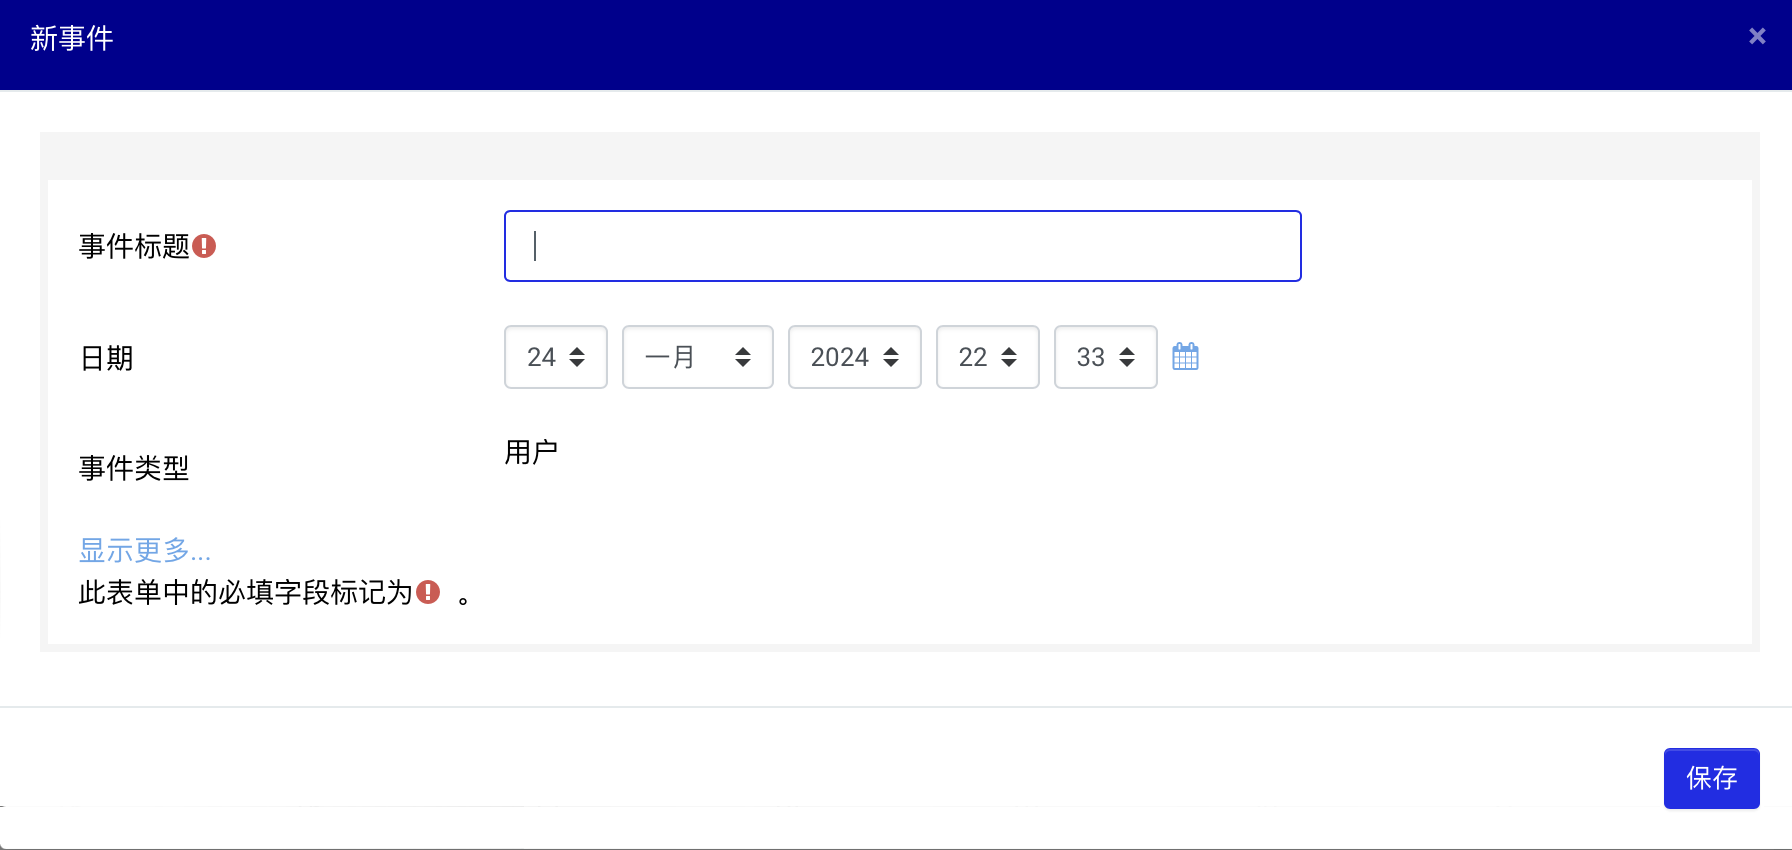 新事件
×
事件标题
日期 24 一月 2024 22 33
事件类型 用户
显示更多...
此表单中的必填字段标记为 。
保存